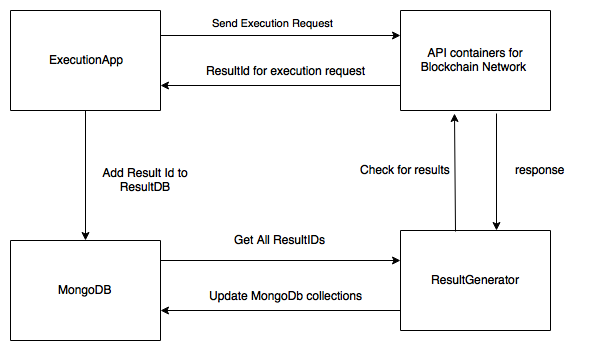 Send Execution Request
ExecutionApp
API containers for
Blockchain Network
ResultId for execution request
Add Result Id to
ResultDB
Check for results
response
Get All ResultIDs
MongoDB
ResultGenerator
Update MongoDb collections